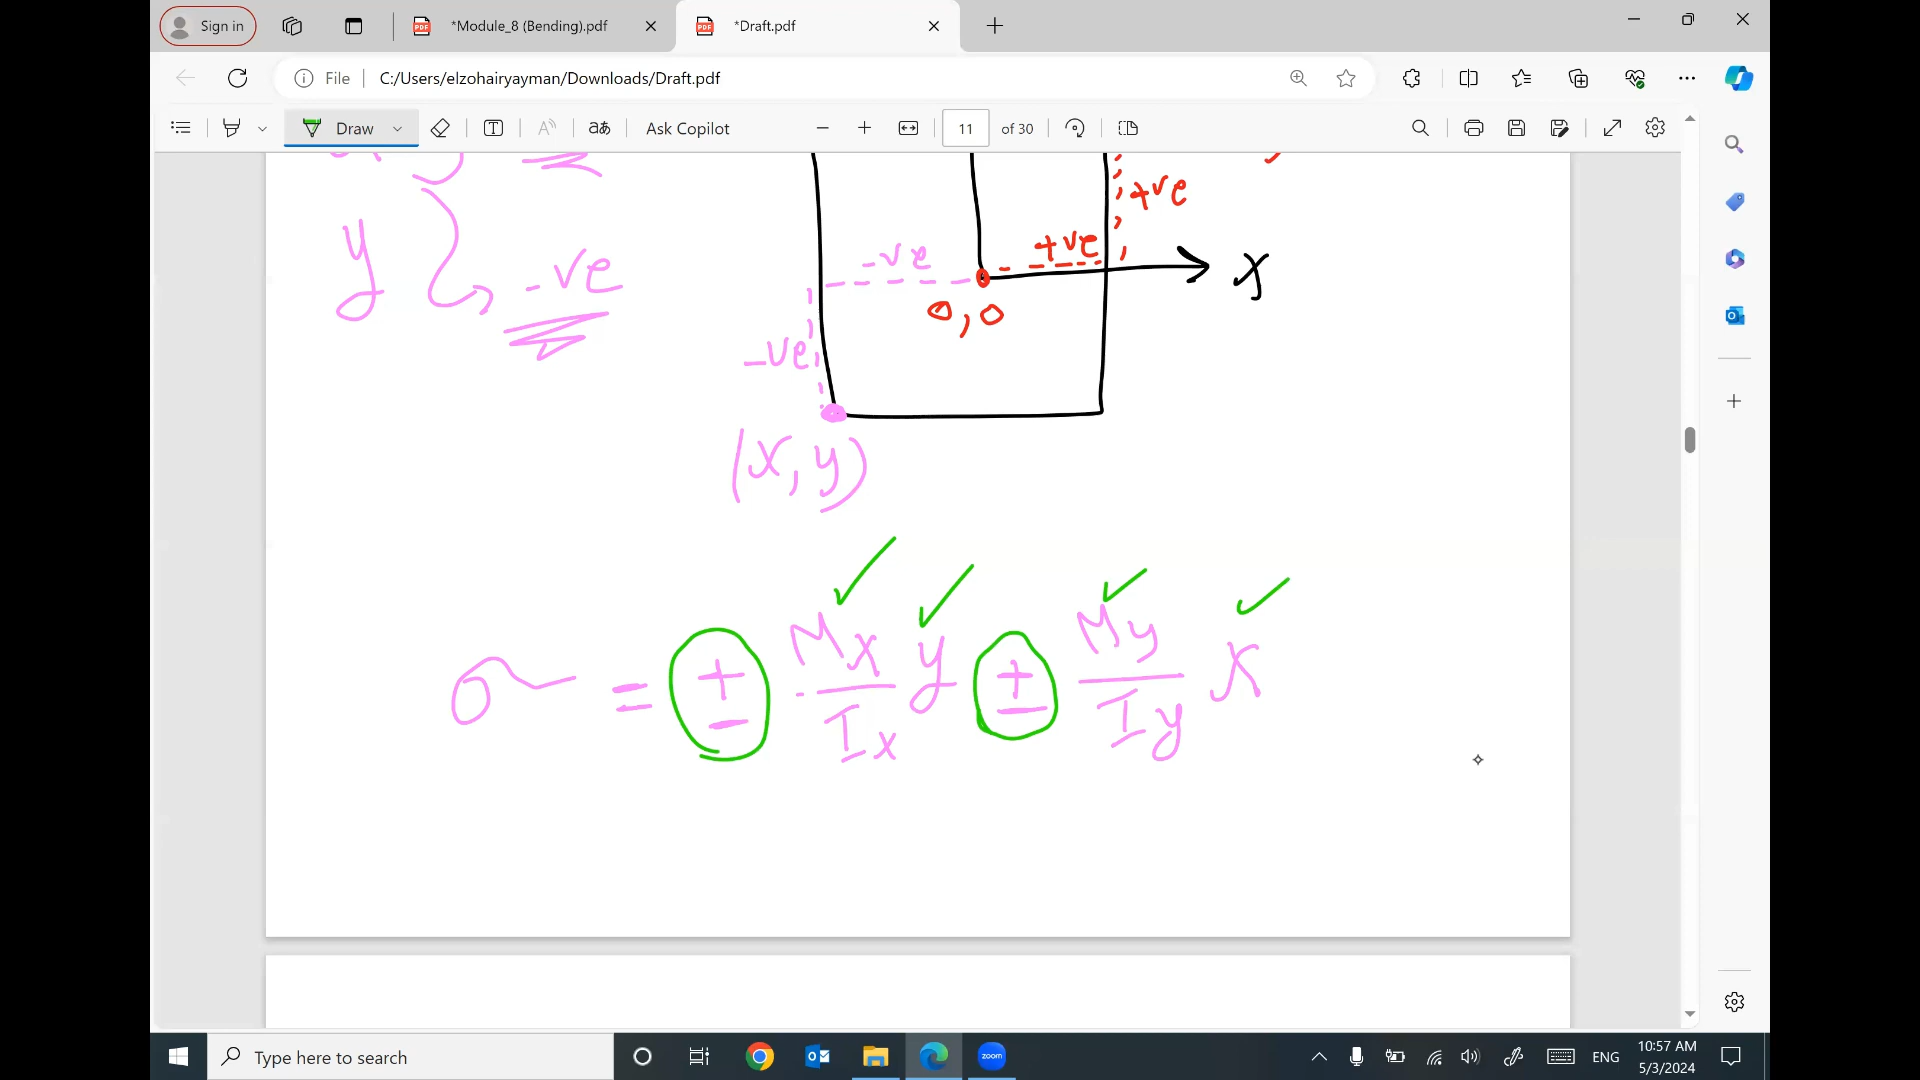 Sign in
*Module_8 (Bending).pdf
*Draft.pdf
File
C:/Users/elzohairyayman/Downloads/Draft.pdf
Draw
Ask Copilot
11
of 30
+ve
y
-ve
-ve
+ve
x
0,0
-ve
(x,y)
σ = ± Mx/Ix y ± My/Iy x
Type here to search
zoom
ENG
10:57 AM
5/3/2024